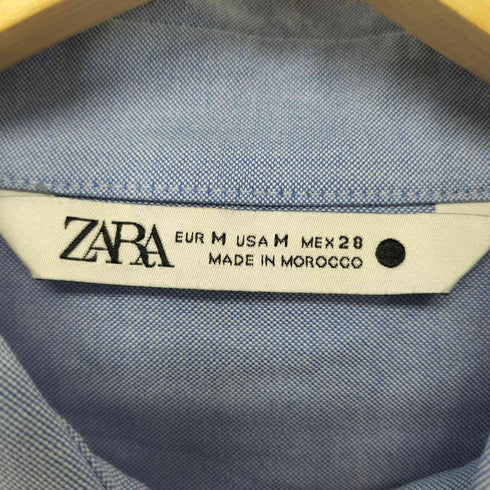 ZARA
EUR M USA M MEX 28
MADE IN MOROCCO